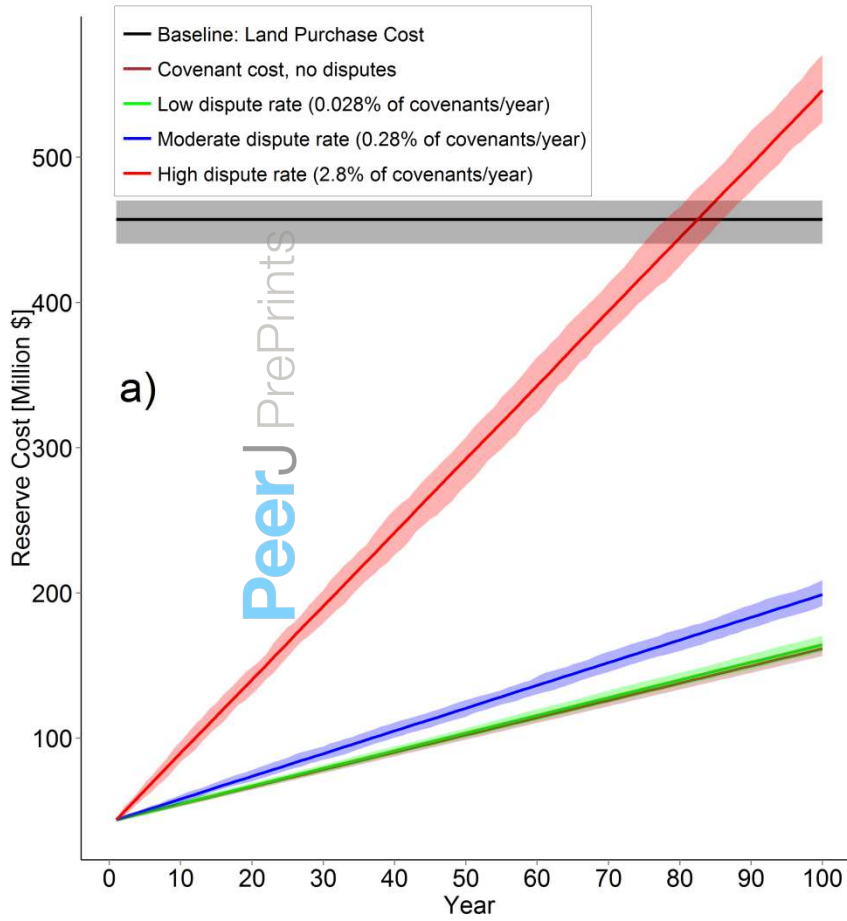 Baseline: Land Purchase Cost
Covenant cost, no disputes
Low dispute rate (0.028% of covenants/year)
Moderate dispute rate (0.28% of covenants/year)
High dispute rate (2.8% of covenants/year)
500
400
300
200
100
Reserve Cost [Million $]
a)
PeerJ PrePrints
0 10 20 30 40 50 60 70 80 90 100
Year